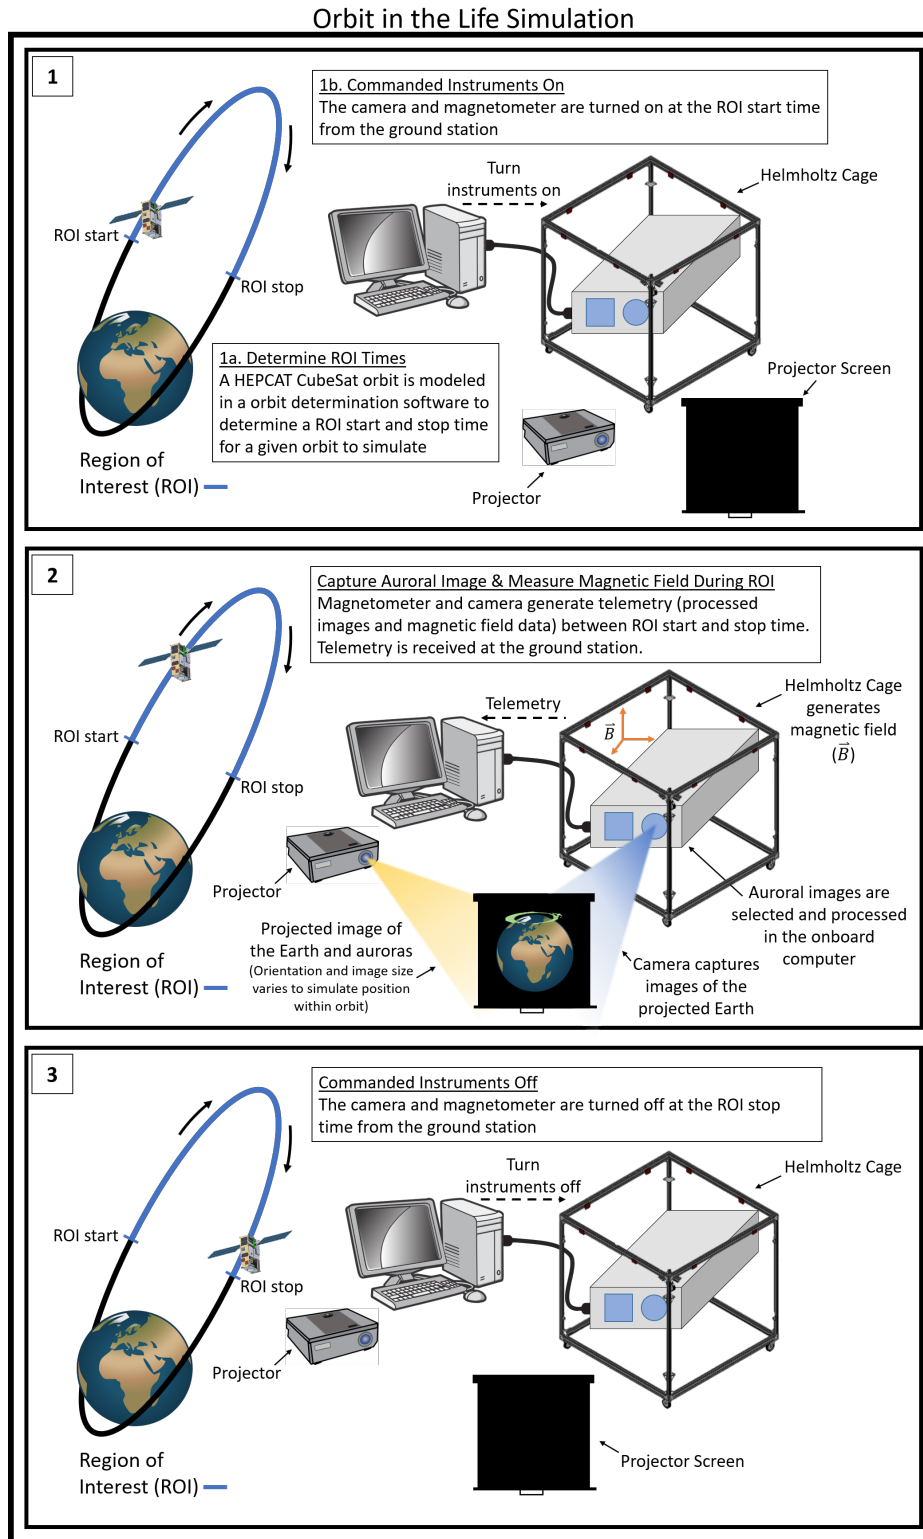 Orbit in the Life Simulation
1
1b. Commanded Instruments On
The camera and magnetometer are turned on at the ROI start time
from the ground station
Turn
instruments on
Helmholtz Cage
ROI start
ROI stop
1a. Determine ROI Times
A HEPCAT CubeSat orbit is modeled
in a orbit determination software to
determine a ROI start and stop time
for a given orbit to simulate
Projector Screen
Projector
Region of
Interest (ROI)
2
Capture Auroral Image & Measure Magnetic Field During ROI
Magnetometer and camera generate telemetry (processed
images and magnetic field data) between ROI start and stop time.
Telemetry is received at the ground station.
Telemetry
Helmholtz Cage
generates
magnetic field
(B⃗)
B⃗
ROI start
ROI stop
Projector
Projected image of
the Earth and auroras
(Orientation and image size
varies to simulate position
within orbit)
Auroral images are
selected and processed
in the onboard
computer
Camera captures
images of the
projected Earth
Region of
Interest (ROI)
3
Commanded Instruments Off
The camera and magnetometer are turned off at the ROI stop
time from the ground station
Turn
instruments off
Helmholtz Cage
ROI start
ROI stop
Projector
Projector Screen
Region of
Interest (ROI)